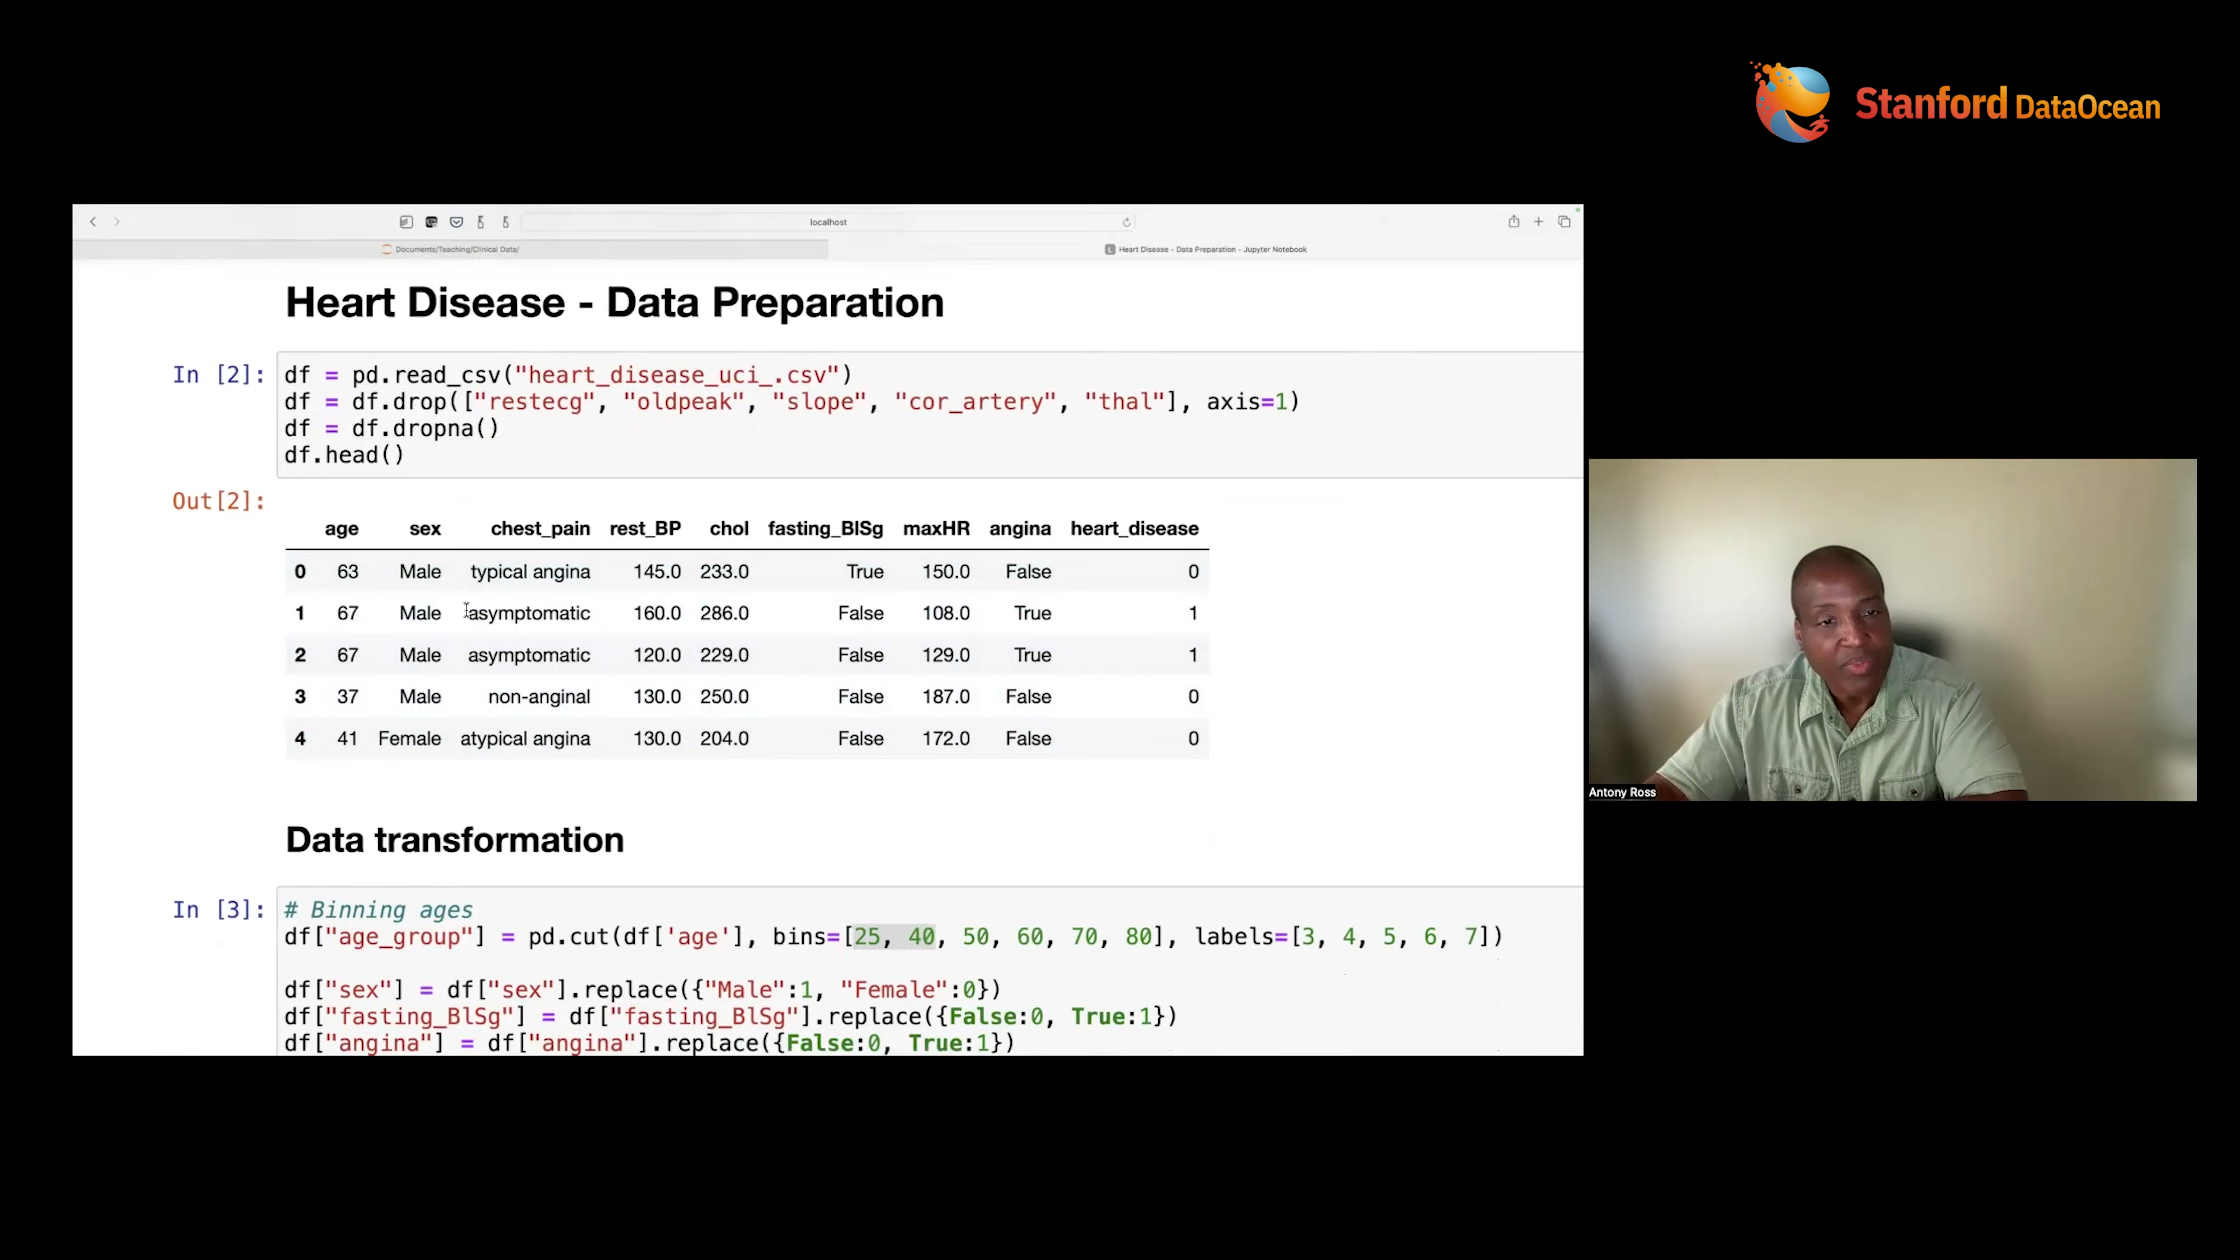 Stanford DataOcean
localhost
Documents/Teaching/Clinical Data/
Heart Disease - Data Preparation - Jupyter Notebook
Heart Disease - Data Preparation
In [2]: df = pd.read_csv("heart_disease_uci_.csv")
df = df.drop(["restecg", "oldpeak", "slope", "cor_artery", "thal"], axis=1)
df = df.dropna()
df.head()
Out[2]:
age sex chest_pain rest_BP chol fasting_BlSg maxHR angina heart_disease
0 63 Male typical angina 145.0 233.0 True 150.0 False 0
1 67 Male asymptomatic 160.0 286.0 False 108.0 True 1
2 67 Male asymptomatic 120.0 229.0 False 129.0 True 1
3 37 Male non-anginal 130.0 250.0 False 187.0 False 0
4 41 Female atypical angina 130.0 204.0 False 172.0 False 0
Antony Ross
Data transformation
In [3]: # Binning ages
df["age_group"] = pd.cut(df['age'], bins=[25, 40, 50, 60, 70, 80], labels=[3, 4, 5, 6, 7])
df["sex"] = df["sex"].replace({"Male":1, "Female":0})
df["fasting_BlSg"] = df["fasting_BlSg"].replace({False:0, True:1})
df["angina"] = df["angina"].replace({False:0, True:1})